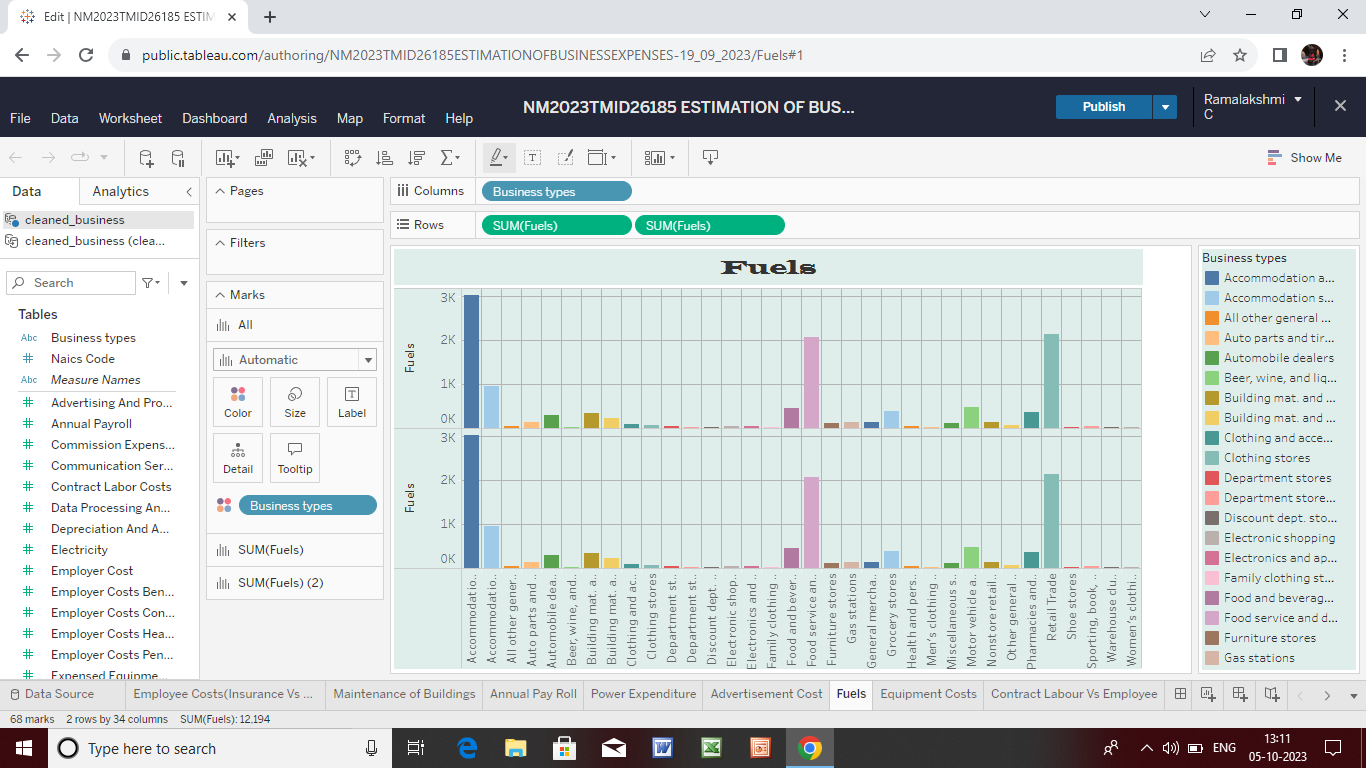 Edit | NM2023TMID26185 ESTIM
public.tableau.com/authoring/NM2023TMID26185ESTIMATIONOFBUSINESSEXPENSES-19_09_2023/Fuels#1
NM2023TMID26185 ESTIMATION OF BUS...
Publish
Ramalakshmi
C
File Data Worksheet Dashboard Analysis Map Format Help
Show Me
Data Analytics
cleaned_business
cleaned_business (clea...
Search
Tables
Abc Business types
Naics Code
Abc Measure Names
Advertising And Pro...
Annual Payroll
Commission Expens...
Communication Ser...
Contract Labor Costs
Data Processing An...
Depreciation And A...
Electricity
Employer Cost
Employer Costs Ben...
Employer Costs Con...
Employer Costs Hea...
Employer Costs Pen...
Expensed Equipme...
Pages
Filters
Marks
All
Automatic
Color Size Label
Detail Tooltip
Business types
SUM(Fuels)
SUM(Fuels) (2)
Columns Business types
Rows SUM(Fuels) SUM(Fuels)
Fuels
3K
2K
1K
0K
Fuels
3K
2K
1K
0K
Fuels
Accommodatio..
Accommodatio..
All other gener..
Auto parts and ..
Automobile dea..
Beer, wine, and..
Building mat. a..
Building mat. a..
Clothing and ac..
Clothing stores
Department st..
Department st..
Discount dept. ..
Electronic shop..
Electronics and ..
Family clothing ..
Food and bever..
Food service an..
Furniture stores
Gas stations
General mercha..
Grocery stores
Health and pers..
Men's clothing ..
Miscellaneous s..
Motor vehicle a..
Nonstore retail..
Other general ..
Pharmacies and..
Retail Trade
Shoe stores
Sporting, book, ..
Warehouse clu..
Women's clothi..
Business types
Accommodation a...
Accommodation s...
All other general ...
Auto parts and tir...
Automobile dealers
Beer, wine, and liq...
Building mat. and ...
Building mat. and ...
Clothing and acce...
Clothing stores
Department stores
Department store...
Discount dept. sto...
Electronic shopping
Electronics and ap...
Family clothing st...
Food and beverag...
Food service and d...
Furniture stores
Gas stations
Data Source Employee Costs(Insurance Vs ... Maintenance of Buildings Annual Pay Roll Power Expenditure Advertisement Cost Fuels Equipment Costs Contract Labour Vs Employee
68 marks 2 rows by 34 columns SUM(Fuels): 12,194
Type here to search
ENG
13:11
05-10-2023